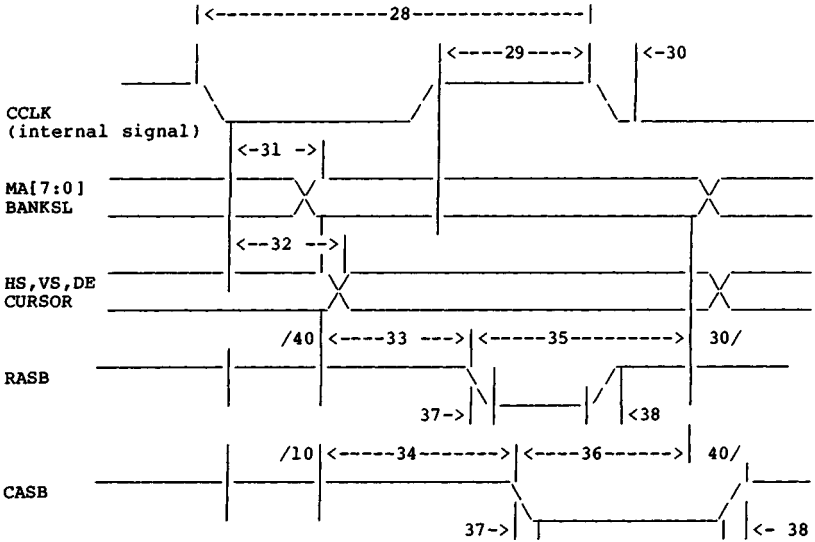 |<-----------------28------------------|
|<----29---->| |<-30
CCLK
(internal signal)
|<-31 ->|
MA[7:0]
BANKSL
|<--32 -->|
HS,VS,DE
CURSOR
/40 |<----33 --->|<------35---------->| 30/
RASB
37->| |<38
/10 |<-----34------>|<-----36----->| 40/
CASB
37->| |<- 38